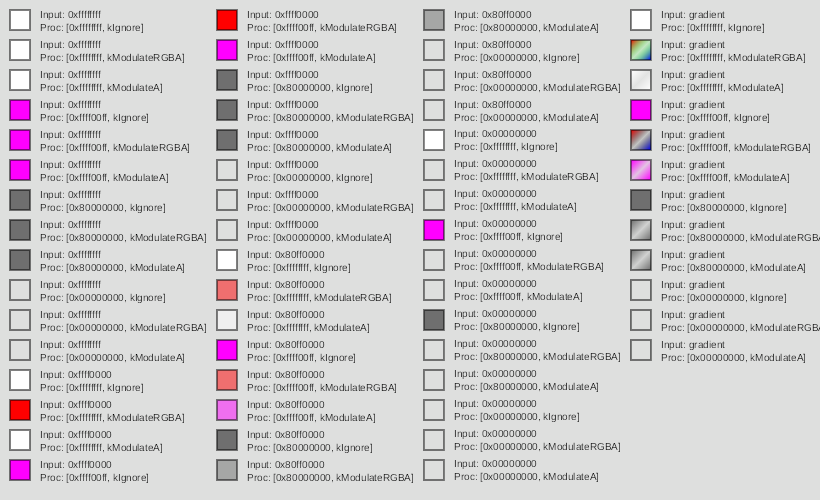 Input: 0xffffffff
Proc: [0xffffffff, kIgnore]
Input: 0xffffffff
Proc: [0xffffffff, kModulateRGBA]
Input: 0xffffffff
Proc: [0xffffffff, kModulateA]
Input: 0xffffffff
Proc: [0xffff00ff, kIgnore]
Input: 0xffffffff
Proc: [0xffff00ff, kModulateRGBA]
Input: 0xffffffff
Proc: [0xffff00ff, kModulateA]
Input: 0xffffffff
Proc: [0x80000000, kIgnore]
Input: 0xffffffff
Proc: [0x80000000, kModulateRGBA]
Input: 0xffffffff
Proc: [0x80000000, kModulateA]
Input: 0xffffffff
Proc: [0x00000000, kIgnore]
Input: 0xffffffff
Proc: [0x00000000, kModulateRGBA]
Input: 0xffffffff
Proc: [0x00000000, kModulateA]
Input: 0xffff0000
Proc: [0xffffffff, kIgnore]
Input: 0xffff0000
Proc: [0xffffffff, kModulateRGBA]
Input: 0xffff0000
Proc: [0xffffffff, kModulateA]
Input: 0xffff0000
Proc: [0xffff00ff, kIgnore]
Input: 0xffff0000
Proc: [0xffff00ff, kModulateRGBA]
Input: 0xffff0000
Proc: [0xffff00ff, kModulateA]
Input: 0xffff0000
Proc: [0x80000000, kIgnore]
Input: 0xffff0000
Proc: [0x80000000, kModulateRGBA]
Input: 0xffff0000
Proc: [0x80000000, kModulateA]
Input: 0xffff0000
Proc: [0x00000000, kIgnore]
Input: 0xffff0000
Proc: [0x00000000, kModulateRGBA]
Input: 0xffff0000
Proc: [0x00000000, kModulateA]
Input: 0x80ff0000
Proc: [0xffffffff, kIgnore]
Input: 0x80ff0000
Proc: [0xffffffff, kModulateRGBA]
Input: 0x80ff0000
Proc: [0xffffffff, kModulateA]
Input: 0x80ff0000
Proc: [0xffff00ff, kIgnore]
Input: 0x80ff0000
Proc: [0xffff00ff, kModulateRGBA]
Input: 0x80ff0000
Proc: [0xffff00ff, kModulateA]
Input: 0x80ff0000
Proc: [0x80000000, kIgnore]
Input: 0x80ff0000
Proc: [0x80000000, kModulateRGBA]
Input: 0x80ff0000
Proc: [0x80000000, kModulateA]
Input: 0x80ff0000
Proc: [0x00000000, kIgnore]
Input: 0x80ff0000
Proc: [0x00000000, kModulateRGBA]
Input: 0x80ff0000
Proc: [0x00000000, kModulateA]
Input: 0x00000000
Proc: [0xffffffff, kIgnore]
Input: 0x00000000
Proc: [0xffffffff, kModulateRGBA]
Input: 0x00000000
Proc: [0xffffffff, kModulateA]
Input: 0x00000000
Proc: [0xffff00ff, kIgnore]
Input: 0x00000000
Proc: [0xffff00ff, kModulateRGBA]
Input: 0x00000000
Proc: [0xffff00ff, kModulateA]
Input: 0x00000000
Proc: [0x80000000, kIgnore]
Input: 0x00000000
Proc: [0x80000000, kModulateRGBA]
Input: 0x00000000
Proc: [0x80000000, kModulateA]
Input: 0x00000000
Proc: [0x00000000, kIgnore]
Input: 0x00000000
Proc: [0x00000000, kModulateRGBA]
Input: 0x00000000
Proc: [0x00000000, kModulateA]
Input: gradient
Proc: [0xffffffff, kIgnore]
Input: gradient
Proc: [0xffffffff, kModulateRGBA]
Input: gradient
Proc: [0xffffffff, kModulateA]
Input: gradient
Proc: [0xffff00ff, kIgnore]
Input: gradient
Proc: [0xffff00ff, kModulateRGBA]
Input: gradient
Proc: [0xffff00ff, kModulateA]
Input: gradient
Proc: [0x80000000, kIgnore]
Input: gradient
Proc: [0x80000000, kModulateRGBA
Input: gradient
Proc: [0x80000000, kModulateA]
Input: gradient
Proc: [0x00000000, kIgnore]
Input: gradient
Proc: [0x00000000, kModulateRGBA
Input: gradient
Proc: [0x00000000, kModulateA]